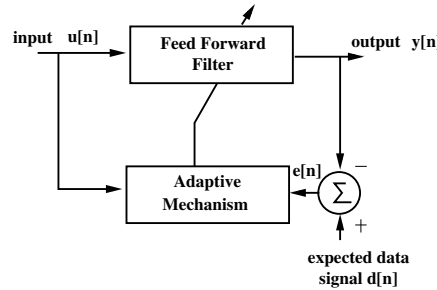 input u[n]
Feed Forward
Filter
output y[n]
Adaptive
Mechanism
e[n]
−
Σ
+
expected data
signal d[n]